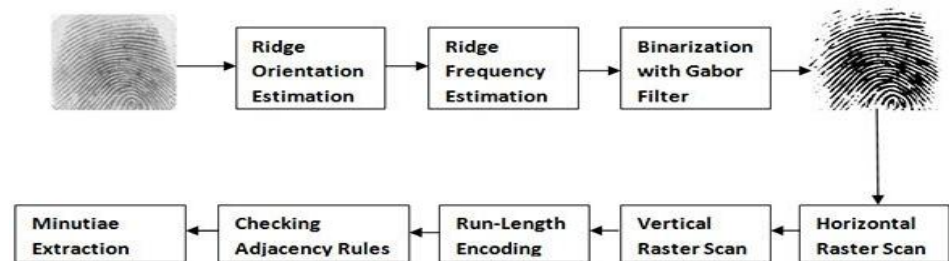 Ridge
Orientation
Estimation
Ridge
Frequency
Estimation
Binarization
with Gabor
Filter
Horizontal
Raster Scan
Vertical
Raster Scan
Run-Length
Encoding
Checking
Adjacency Rules
Minutiae
Extraction